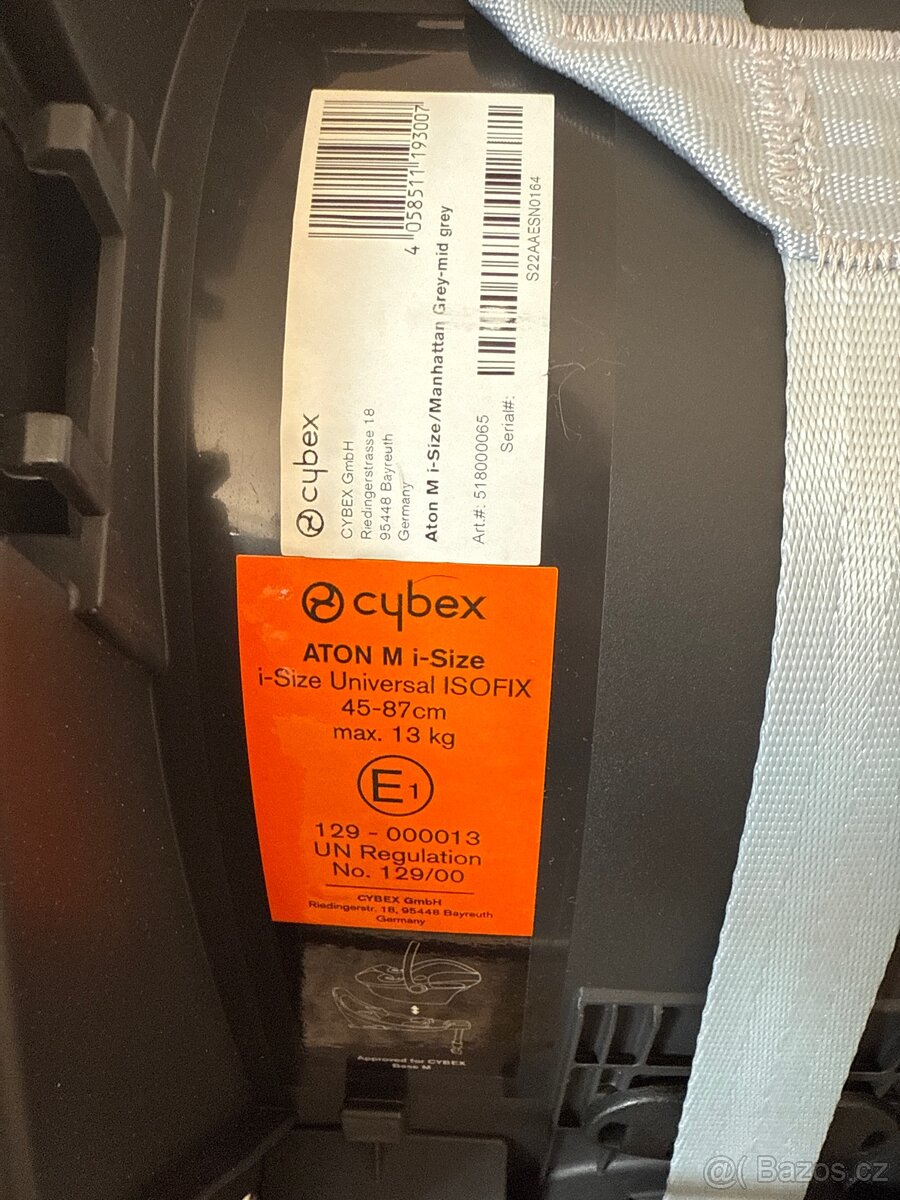 4 058511 193007
cybex
CYBEX GmbH
Riedingerstrasse 18
95448 Bayreuth
Germany
Aton M i-Size/Manhattan Grey-mid grey
Art.#: 518000065
Serial#:
S22AAESN0164
cybex
ATON M i-Size
i-Size Universal ISOFIX
45-87cm
max. 13 kg
E1
129 - 000013
UN Regulation
No. 129/00
CYBEX GmbH
Riedingerstr. 18, 95448 Bayreuth
Germany
Approved for CYBEX
Base M
@( Bazos.cz